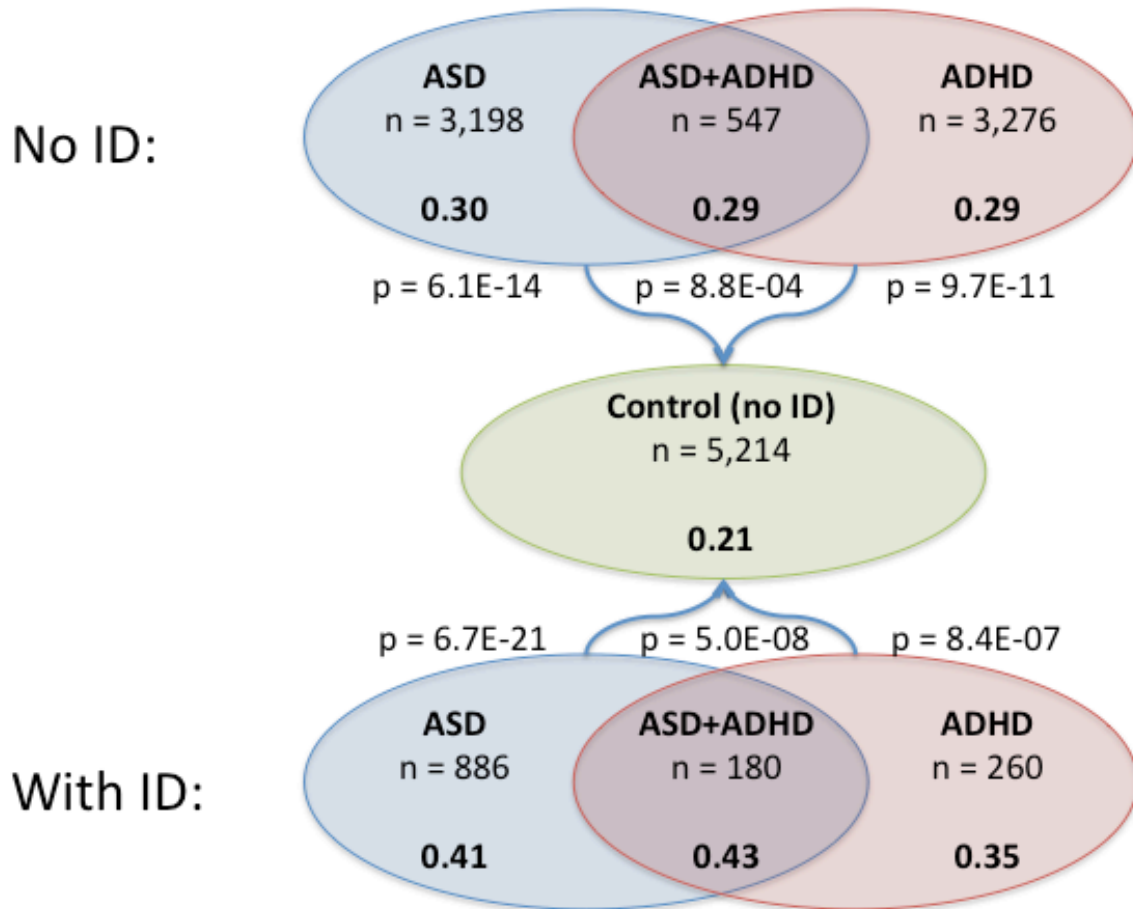 No ID:
ASD
n = 3,198
0.30
ASD+ADHD
n = 547
0.29
ADHD
n = 3,276
0.29
p = 6.1E-14
p = 8.8E-04
p = 9.7E-11
Control (no ID)
n = 5,214
0.21
p = 6.7E-21
p = 5.0E-08
p = 8.4E-07
With ID:
ASD
n = 886
0.41
ASD+ADHD
n = 180
0.43
ADHD
n = 260
0.35